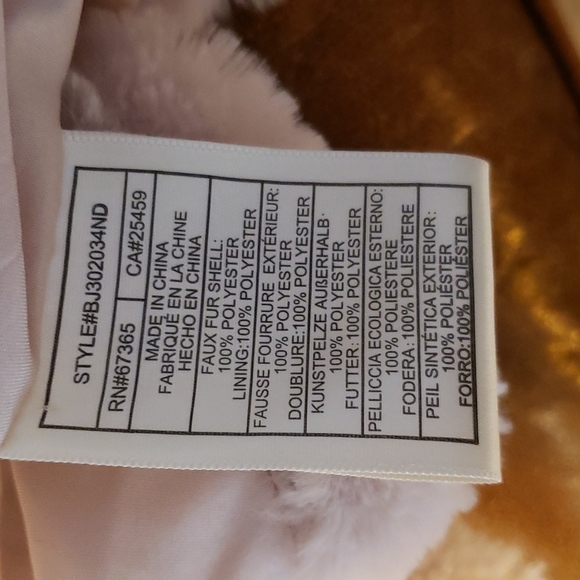 STYLE#BJ302034ND
RN#67365
CA#25459
MADE IN CHINA
FABRIQUÉ EN LA CHINE
HECHO EN CHINA
FAUX FUR SHELL:
100% POLYESTER
LINING:100% POLYESTER
FAUSSE FOURRURE EXTÉRIEUR:
100% POLYESTER
DOUBLURE:100% POLYESTER
KUNSTPELZE AUßERHALB·
100% POLYESTER
FUTTER: 100% POLYESTER
PELLICCIA ECOLOGICA ESTERNO:
100% POLIESTERE
FODERA: 100% POLIESTERE
PEIL SINTÉTICA EXTERIOR:
100% POLIÉSTER
FORRO:100% POLIÉSTER